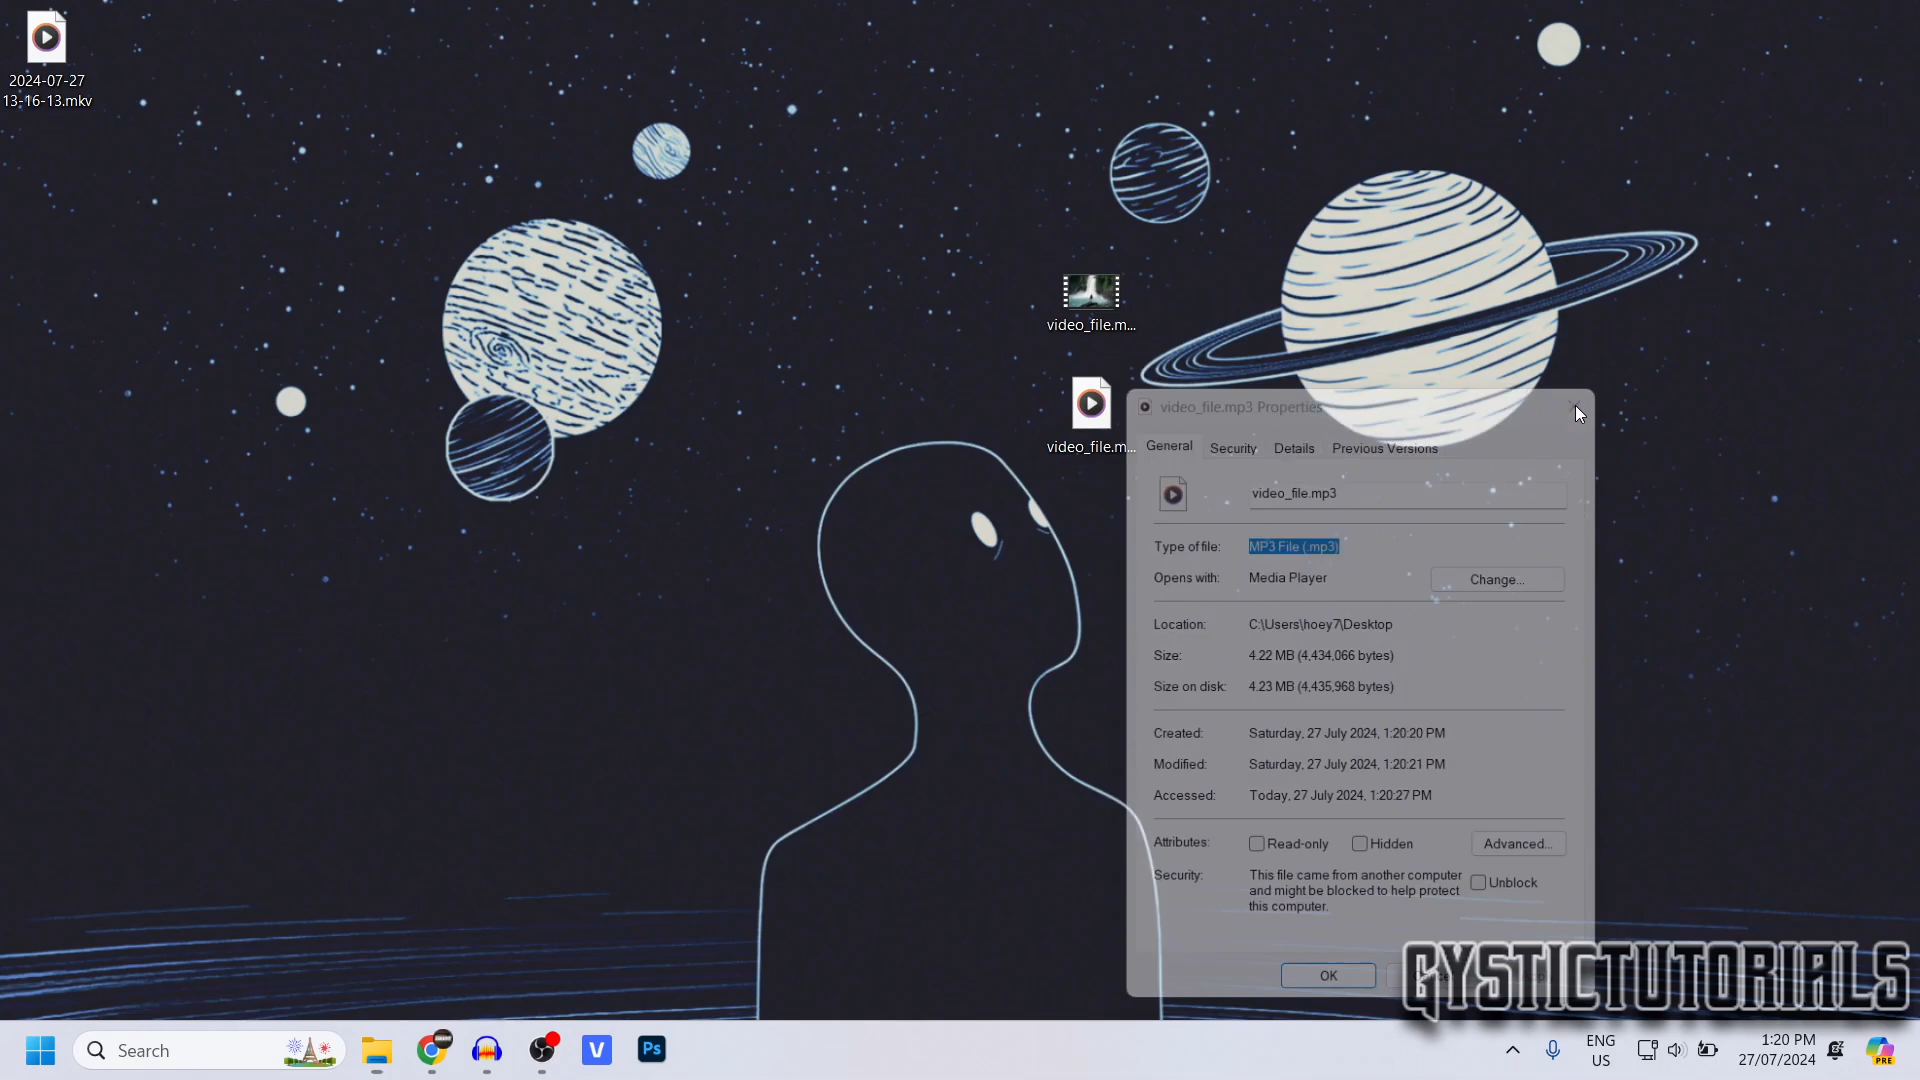 2024-07-27
13-16-13.mkv
video_file.m...
video_file.m...
video_file.mp3 Properties
General
Security
Details
Previous Versions
video_file.mp3
Type of file:
MP3 File (.mp3)
Opens with:
Media Player
Change...
Location:
C:\Users\hoey7\Desktop
Size:
4.22 MB (4,434,066 bytes)
Size on disk:
4.23 MB (4,435,968 bytes)
Created:
Saturday, 27 July 2024, 1:20:20 PM
Modified:
Saturday, 27 July 2024, 1:20:21 PM
Accessed:
Today, 27 July 2024, 1:20:27 PM
Attributes:
Read-only
Hidden
Advanced...
Security:
This file came from another computer
and might be blocked to help protect
this computer.
Unblock
OK
GYSTICTUTORIALS
Search
V
Ps
ENG
US
1:20 PM
27/07/2024
PRE